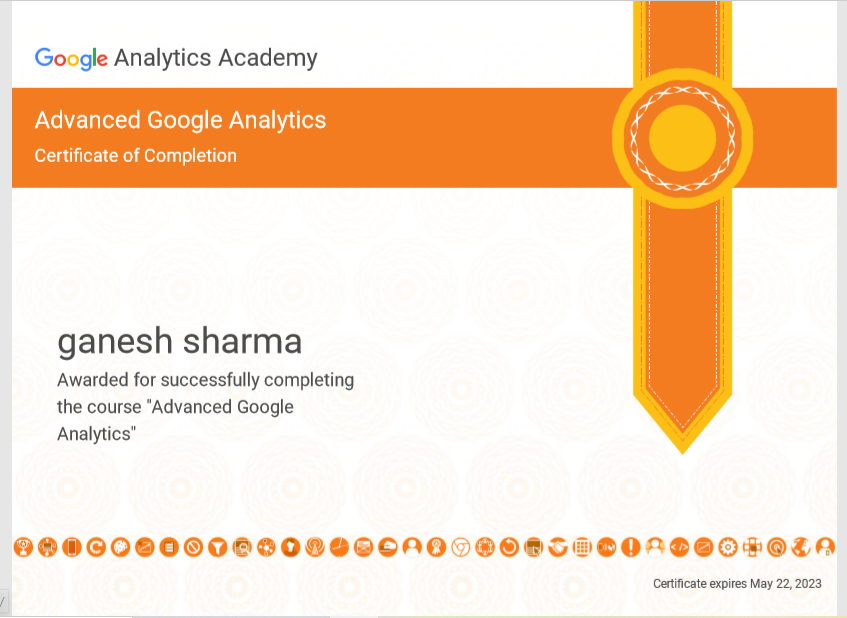 Google Analytics Academy
Advanced Google Analytics
Certificate of Completion
ganesh sharma
Awarded for successfully completing
the course "Advanced Google
Analytics"
Certificate expires May 22, 2023